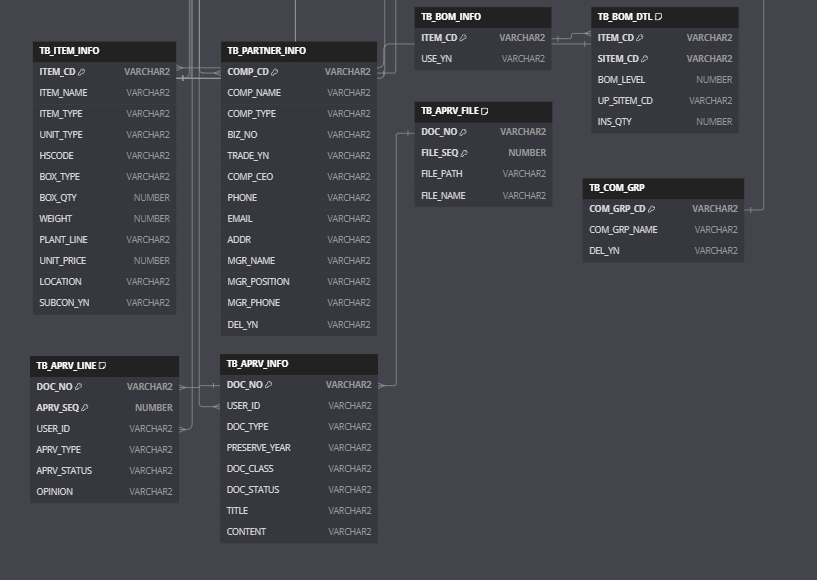 TB_ITEM_INFO
ITEM_CD VARCHAR2
ITEM_NAME VARCHAR2
ITEM_TYPE VARCHAR2
UNIT_TYPE VARCHAR2
HSCODE VARCHAR2
BOX_TYPE VARCHAR2
BOX_QTY NUMBER
WEIGHT NUMBER
PLANT_LINE VARCHAR2
UNIT_PRICE NUMBER
LOCATION VARCHAR2
SUBCON_YN VARCHAR2
TB_PARTNER_INFO
COMP_CD VARCHAR2
COMP_NAME VARCHAR2
COMP_TYPE VARCHAR2
BIZ_NO VARCHAR2
TRADE_YN VARCHAR2
COMP_CEO VARCHAR2
PHONE VARCHAR2
EMAIL VARCHAR2
ADDR VARCHAR2
MGR_NAME VARCHAR2
MGR_POSITION VARCHAR2
MGR_PHONE VARCHAR2
DEL_YN VARCHAR2
TB_BOM_INFO
ITEM_CD VARCHAR2
USE_YN VARCHAR2
TB_BOM_DTL
ITEM_CD VARCHAR2
SITEM_CD VARCHAR2
BOM_LEVEL NUMBER
UP_SITEM_CD VARCHAR2
INS_QTY NUMBER
TB_APRV_FILE
DOC_NO VARCHAR2
FILE_SEQ NUMBER
FILE_PATH VARCHAR2
FILE_NAME VARCHAR2
TB_COM_GRP
COM_GRP_CD VARCHAR2
COM_GRP_NAME VARCHAR2
DEL_YN VARCHAR2
TB_APRV_LINE
DOC_NO VARCHAR2
APRV_SEQ NUMBER
USER_ID VARCHAR2
APRV_TYPE VARCHAR2
APRV_STATUS VARCHAR2
OPINION VARCHAR2
TB_APRV_INFO
DOC_NO VARCHAR2
USER_ID VARCHAR2
DOC_TYPE VARCHAR2
PRESERVE_YEAR VARCHAR2
DOC_CLASS VARCHAR2
DOC_STATUS VARCHAR2
TITLE VARCHAR2
CONTENT VARCHAR2